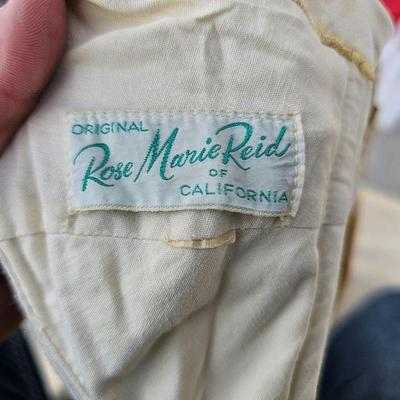 ORIGINAL
Rose Marie Reid
OF
CALIFORNIA